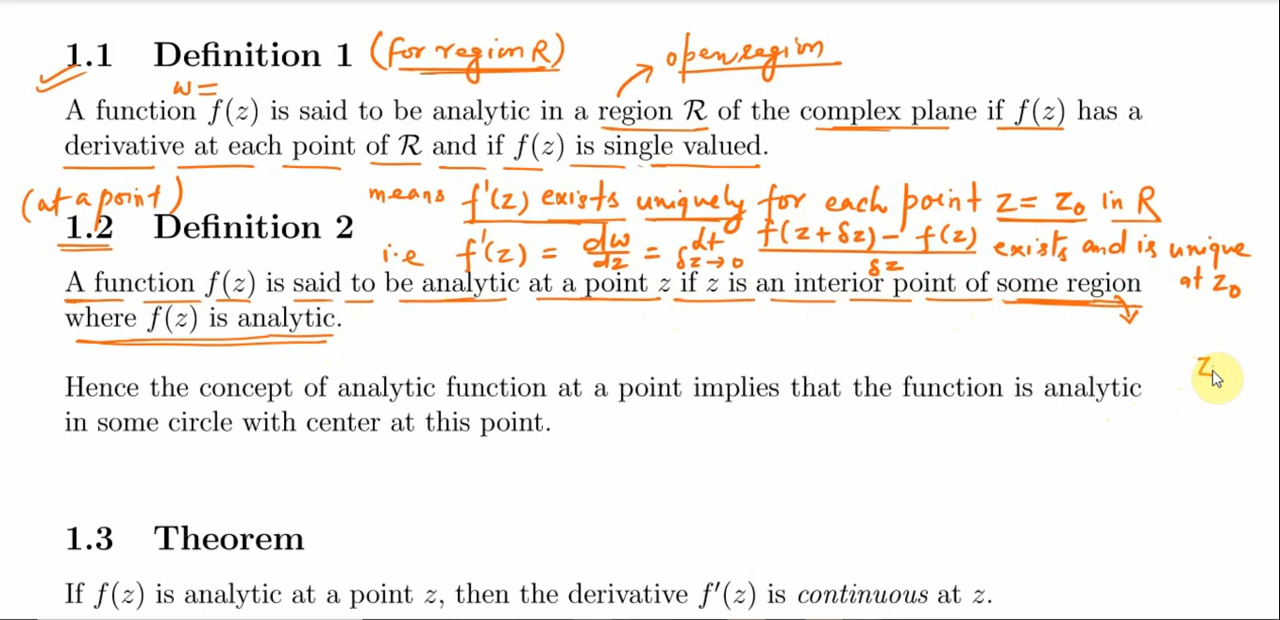 1.1 Definition 1 (for region R) open region
w=
A function f(z) is said to be analytic in a region R of the complex plane if f(z) has a
derivative at each point of R and if f(z) is single valued.
(at a point) means f'(z) exists uniquely for each point z = z₀ in R
1.2 Definition 2 i.e f'(z) = dw/dz = lt δz→0 f(z+δz) - f(z) / δz exists and is unique
at z₀
A function f(z) is said to be analytic at a point z if z is an interior point of some region
where f(z) is analytic.
Z
Hence the concept of analytic function at a point implies that the function is analytic
in some circle with center at this point.
1.3 Theorem
If f(z) is analytic at a point z, then the derivative f′(z) is continuous at z.